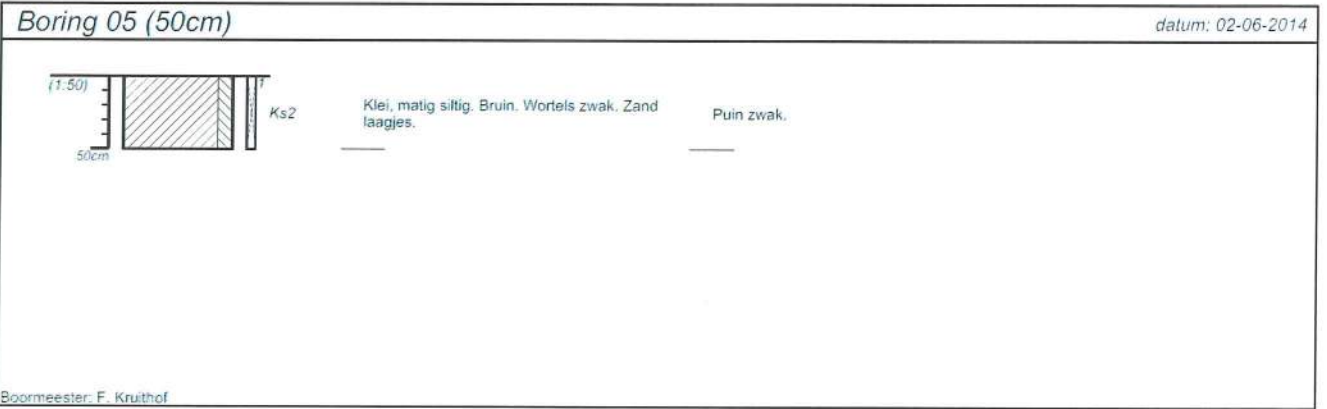 Boring 05 (50cm)
datum: 02-06-2014
(1:50)
1
Ks2
Klei, matig siltig. Bruin. Wortels zwak. Zand
laagjes.
Puin zwak.
50cm
Boormeester: F. Kruithof